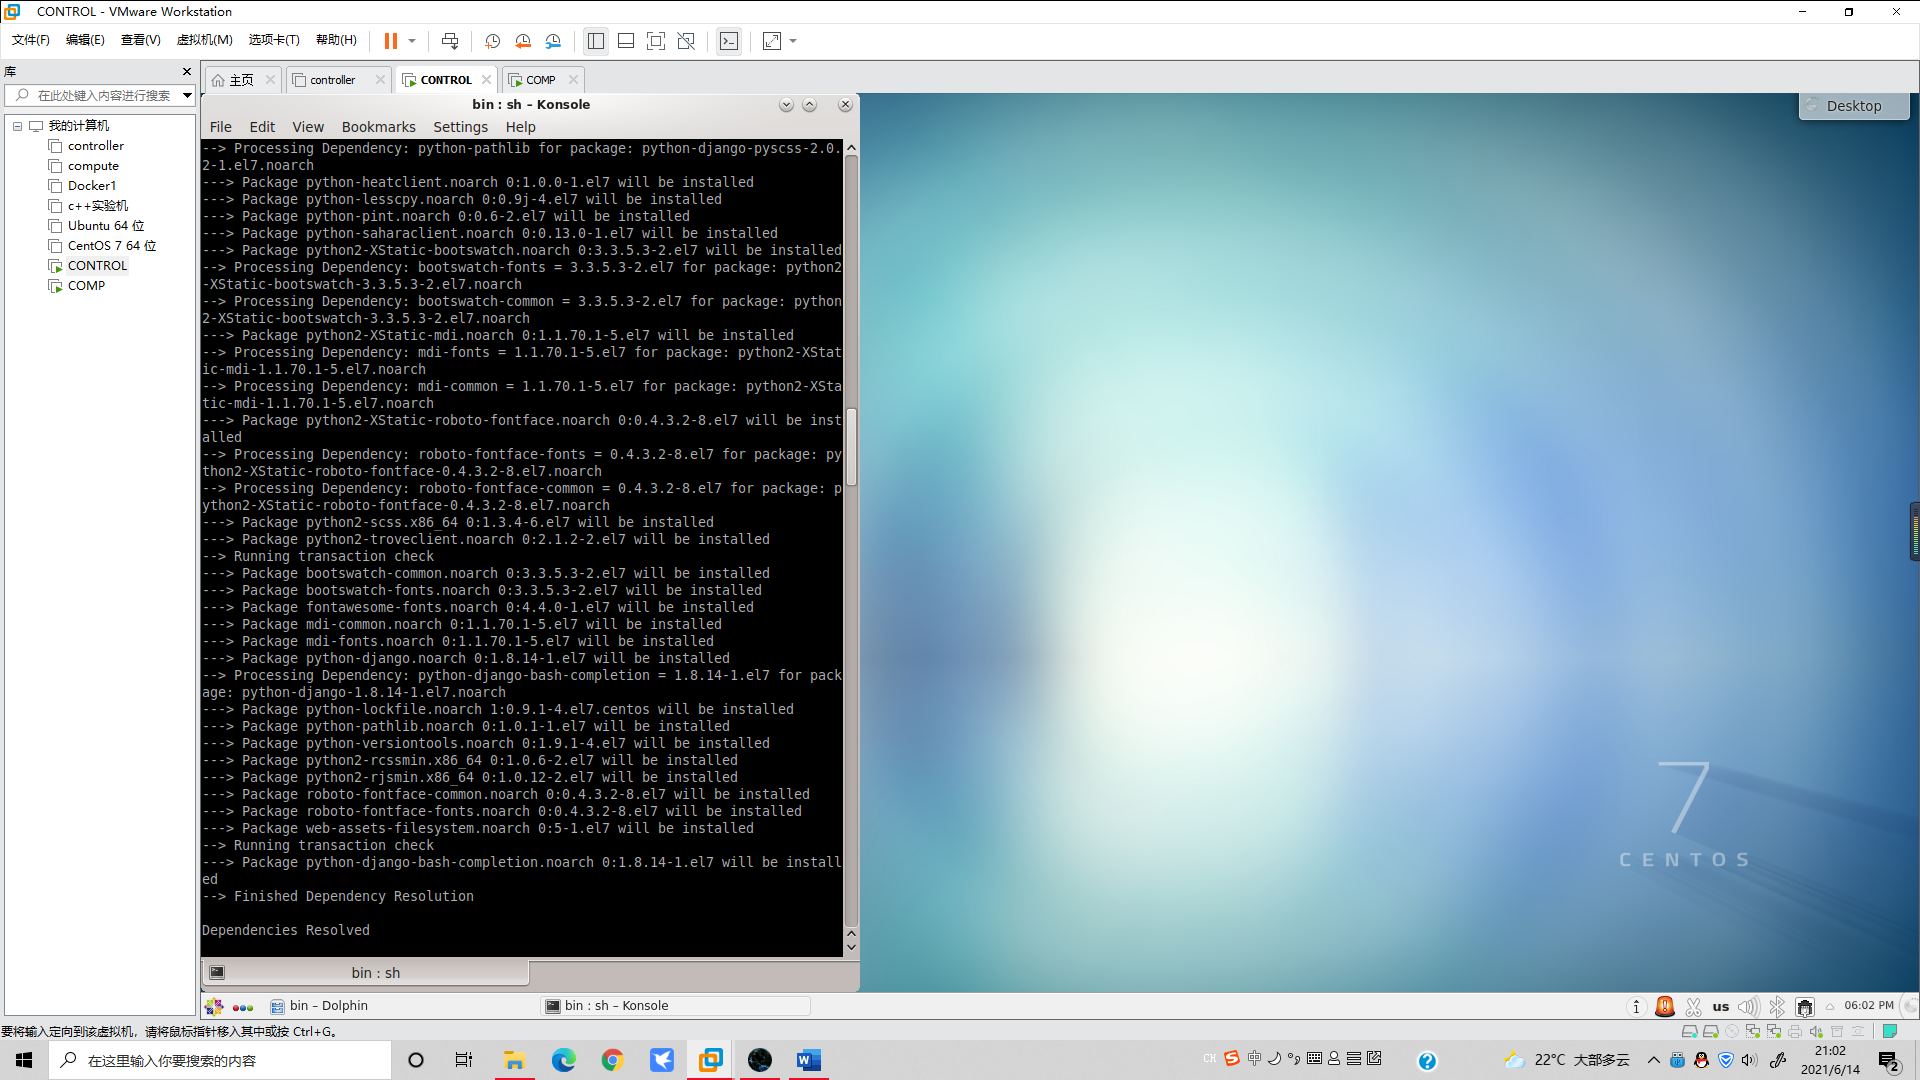 CONTROL - VMware Workstation
文件(F) 编辑(E) 查看(V) 虚拟机(M) 选项卡(T) 帮助(H)
库
在此处键入内容进行搜索
我的计算机
controller
compute
Docker1
c++实验机
Ubuntu 64 位
CentOS 7 64 位
CONTROL
COMP
主页 controller CONTROL COMP
bin : sh – Konsole
File Edit View Bookmarks Settings Help
--> Processing Dependency: python-pathlib for package: python-django-pyscss-2.0.
2-1.el7.noarch
---> Package python-heatclient.noarch 0:1.0.0-1.el7 will be installed
---> Package python-lesscpy.noarch 0:0.9j-4.el7 will be installed
---> Package python-pint.noarch 0:0.6-2.el7 will be installed
---> Package python-saharaclient.noarch 0:0.13.0-1.el7 will be installed
---> Package python2-XStatic-bootswatch.noarch 0:3.3.5.3-2.el7 will be installed
--> Processing Dependency: bootswatch-fonts = 3.3.5.3-2.el7 for package: python2
-XStatic-bootswatch-3.3.5.3-2.el7.noarch
--> Processing Dependency: bootswatch-common = 3.3.5.3-2.el7 for package: python
2-XStatic-bootswatch-3.3.5.3-2.el7.noarch
---> Package python2-XStatic-mdi.noarch 0:1.1.70.1-5.el7 will be installed
--> Processing Dependency: mdi-fonts = 1.1.70.1-5.el7 for package: python2-XStat
ic-mdi-1.1.70.1-5.el7.noarch
--> Processing Dependency: mdi-common = 1.1.70.1-5.el7 for package: python2-XSta
tic-mdi-1.1.70.1-5.el7.noarch
---> Package python2-XStatic-roboto-fontface.noarch 0:0.4.3.2-8.el7 will be inst
alled
--> Processing Dependency: roboto-fontface-fonts = 0.4.3.2-8.el7 for package: py
thon2-XStatic-roboto-fontface-0.4.3.2-8.el7.noarch
--> Processing Dependency: roboto-fontface-common = 0.4.3.2-8.el7 for package: p
ython2-XStatic-roboto-fontface-0.4.3.2-8.el7.noarch
---> Package python2-scss.x86_64 0:1.3.4-6.el7 will be installed
---> Package python2-troveclient.noarch 0:2.1.2-2.el7 will be installed
--> Running transaction check
---> Package bootswatch-common.noarch 0:3.3.5.3-2.el7 will be installed
---> Package bootswatch-fonts.noarch 0:3.3.5.3-2.el7 will be installed
---> Package fontawesome-fonts.noarch 0:4.4.0-1.el7 will be installed
---> Package mdi-common.noarch 0:1.1.70.1-5.el7 will be installed
---> Package mdi-fonts.noarch 0:1.1.70.1-5.el7 will be installed
---> Package python-django.noarch 0:1.8.14-1.el7 will be installed
--> Processing Dependency: python-django-bash-completion = 1.8.14-1.el7 for pack
age: python-django-1.8.14-1.el7.noarch
---> Package python-lockfile.noarch 1:0.9.1-4.el7.centos will be installed
---> Package python-pathlib.noarch 0:1.0.1-1.el7 will be installed
---> Package python-versiontools.noarch 0:1.9.1-4.el7 will be installed
---> Package python2-rcssmin.x86_64 0:1.0.6-2.el7 will be installed
---> Package python2-rjsmin.x86_64 0:1.0.12-2.el7 will be installed
---> Package roboto-fontface-common.noarch 0:0.4.3.2-8.el7 will be installed
---> Package roboto-fontface-fonts.noarch 0:0.4.3.2-8.el7 will be installed
---> Package web-assets-filesystem.noarch 0:5-1.el7 will be installed
--> Running transaction check
---> Package python-django-bash-completion.noarch 0:1.8.14-1.el7 will be install
ed
--> Finished Dependency Resolution
Dependencies Resolved
bin : sh
Desktop
7
CENTOS
bin – Dolphin bin : sh – Konsole us 06:02 PM
要将输入定向到该虚拟机，请将鼠标指针移入其中或按 Ctrl+G。
在这里输入你要搜索的内容
CH 中 22°C 大部多云
21:02
2021/6/14
2